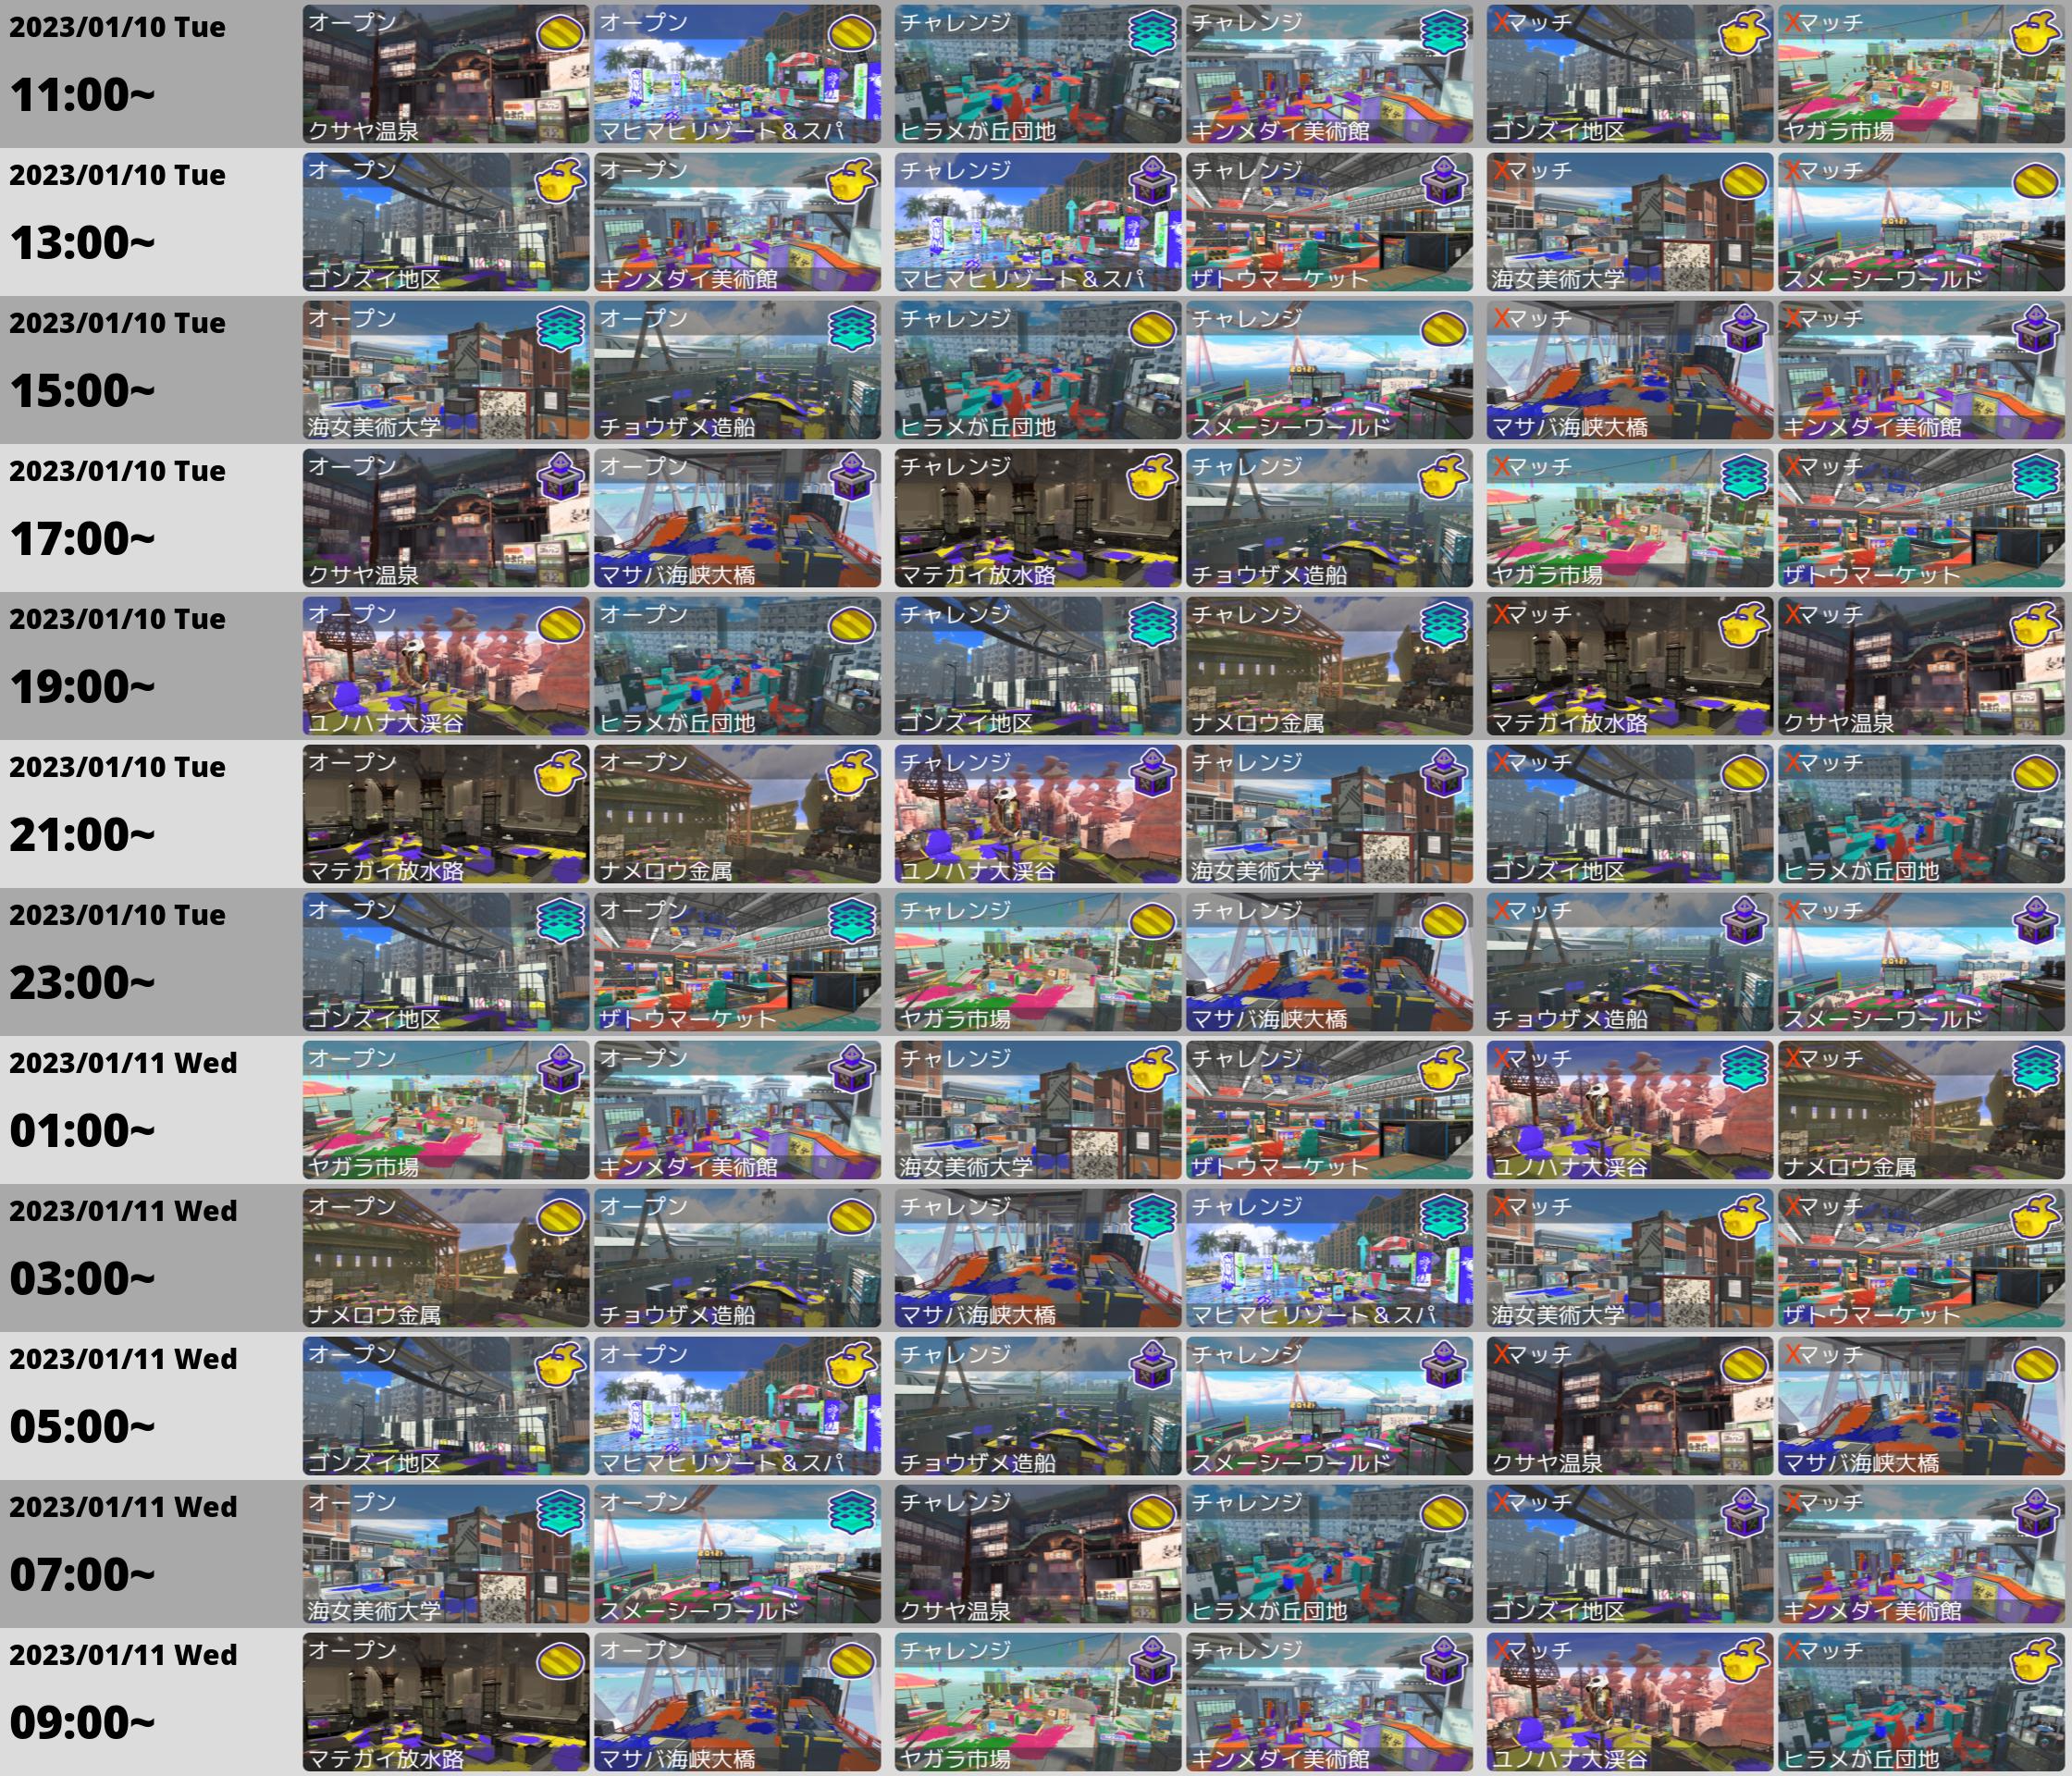 2023/01/10 Tue
11:00~
オープン
クサヤ温泉
オープン
マヒマヒリゾート&スパ
チャレンジ
ヒラメが丘団地
チャレンジ
キンメダイ美術館
Xマッチ
ゴンズイ地区
Xマッチ
ヤガラ市場
2023/01/10 Tue
13:00~
オープン
ゴンズイ地区
オープン
キンメダイ美術館
チャレンジ
マヒマヒリゾート&スパ
チャレンジ
ザトウマーケット
Xマッチ
海女美術大学
Xマッチ
スメーシーワールド
2023/01/10 Tue
15:00~
オープン
海女美術大学
オープン
チョウザメ造船
チャレンジ
ヒラメが丘団地
チャレンジ
スメーシーワールド
Xマッチ
マサバ海峡大橋
Xマッチ
キンメダイ美術館
2023/01/10 Tue
17:00~
オープン
クサヤ温泉
オープン
マサバ海峡大橋
チャレンジ
マテガイ放水路
チャレンジ
チョウザメ造船
Xマッチ
ヤガラ市場
Xマッチ
ザトウマーケット
2023/01/10 Tue
19:00~
オープン
ユノハナ大渓谷
オープン
ヒラメが丘団地
チャレンジ
ゴンズイ地区
チャレンジ
ナメロウ金属
Xマッチ
マテガイ放水路
Xマッチ
クサヤ温泉
2023/01/10 Tue
21:00~
オープン
マテガイ放水路
オープン
ナメロウ金属
チャレンジ
ユノハナ大渓谷
チャレンジ
海女美術大学
Xマッチ
ゴンズイ地区
Xマッチ
ヒラメが丘団地
2023/01/10 Tue
23:00~
オープン
ゴンズイ地区
オープン
ザトウマーケット
チャレンジ
ヤガラ市場
チャレンジ
マサバ海峡大橋
Xマッチ
チョウザメ造船
Xマッチ
スメーシーワールド
2023/01/11 Wed
01:00~
オープン
ヤガラ市場
オープン
キンメダイ美術館
チャレンジ
海女美術大学
チャレンジ
ザトウマーケット
Xマッチ
ユノハナ大渓谷
Xマッチ
ナメロウ金属
2023/01/11 Wed
03:00~
オープン
ナメロウ金属
オープン
チョウザメ造船
チャレンジ
マサバ海峡大橋
チャレンジ
マヒマヒリゾート&スパ
Xマッチ
海女美術大学
Xマッチ
ザトウマーケット
2023/01/11 Wed
05:00~
オープン
ゴンズイ地区
オープン
マヒマヒリゾート&スパ
チャレンジ
チョウザメ造船
チャレンジ
スメーシーワールド
Xマッチ
クサヤ温泉
Xマッチ
マサバ海峡大橋
2023/01/11 Wed
07:00~
オープン
海女美術大学
オープン
スメーシーワールド
チャレンジ
クサヤ温泉
チャレンジ
ヒラメが丘団地
Xマッチ
ゴンズイ地区
Xマッチ
キンメダイ美術館
2023/01/11 Wed
09:00~
オープン
マテガイ放水路
オープン
マサバ海峡大橋
チャレンジ
ヤガラ市場
チャレンジ
キンメダイ美術館
Xマッチ
ユノハナ大渓谷
Xマッチ
ヒラメが丘団地